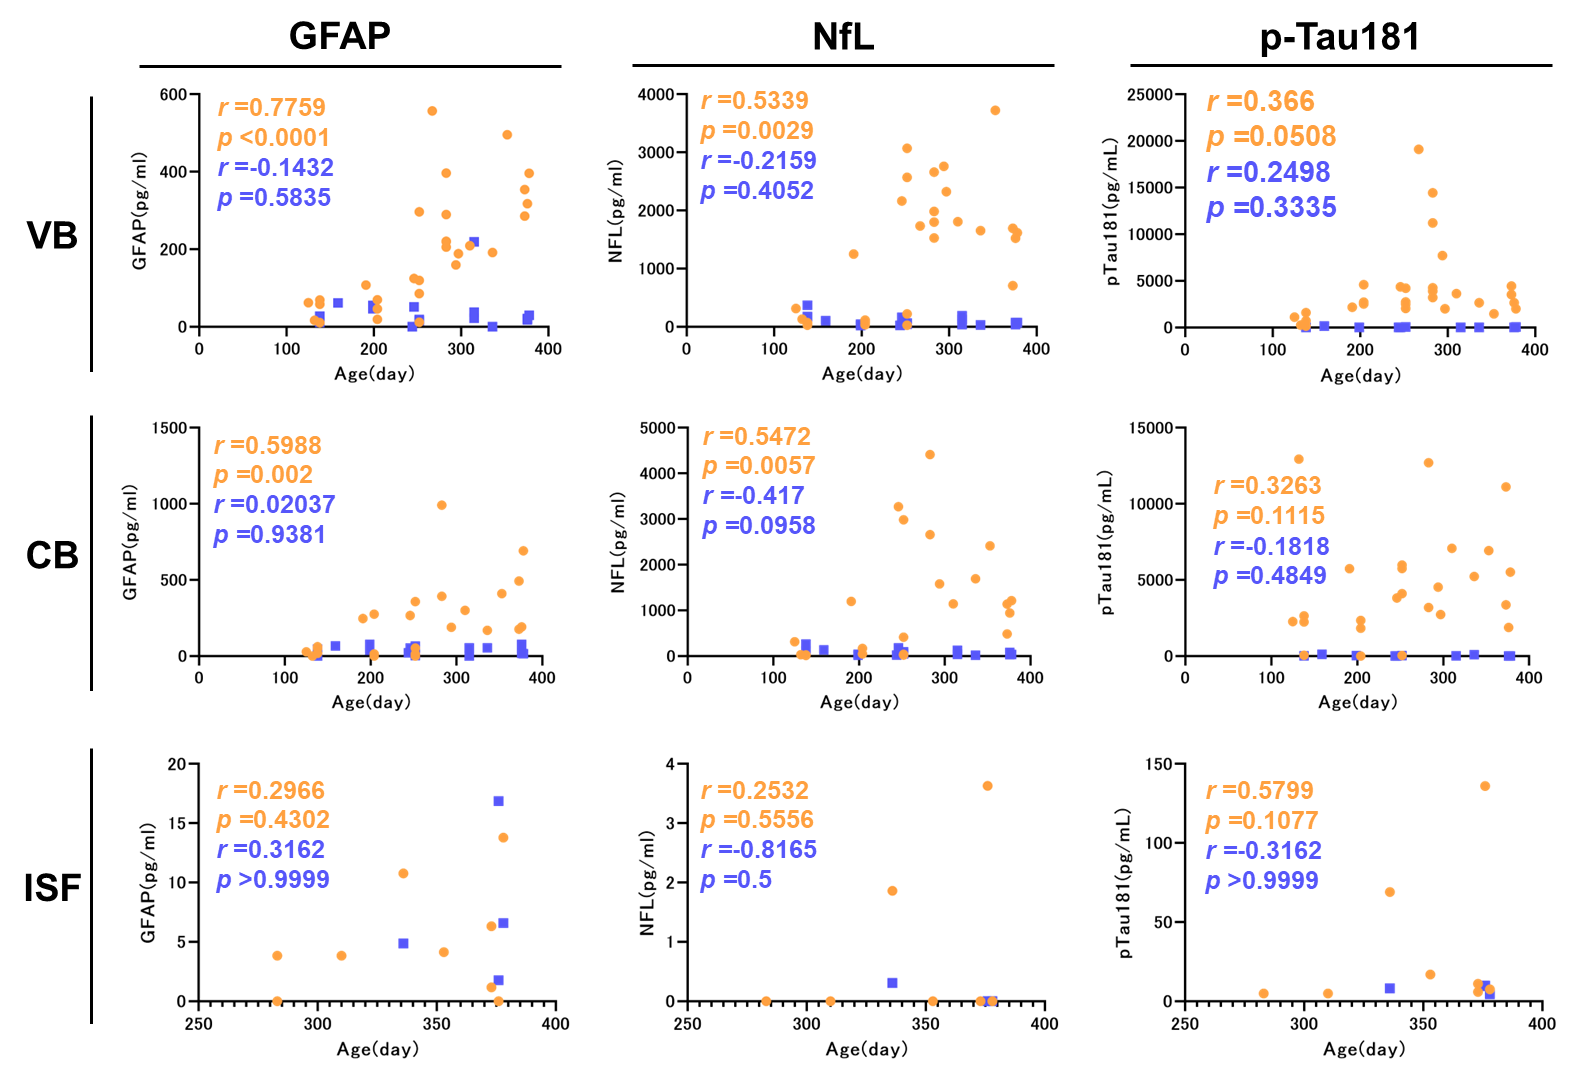 GFAP
NfL
p-Tau181
VB
GFAP(pg/ml)
600
400
200
0
r =0.7759
p <0.0001
r =-0.1432
p =0.5835
0 100 200 300 400
Age(day)
NFL(pg/ml)
4000
3000
2000
1000
0
r =0.5339
p =0.0029
r =-0.2159
p =0.4052
0 100 200 300 400
Age(day)
pTau181(pg/mL)
25000
20000
15000
10000
5000
0
r =0.366
p =0.0508
r =0.2498
p =0.3335
0 100 200 300 400
Age(day)
CB
GFAP(pg/ml)
1500
1000
500
0
r =0.5988
p =0.002
r =0.02037
p =0.9381
0 100 200 300 400
Age(day)
NFL(pg/ml)
5000
4000
3000
2000
1000
0
r =0.5472
p =0.0057
r =-0.417
p =0.0958
0 100 200 300 400
Age(day)
pTau181(pg/mL)
15000
10000
5000
0
r =0.3263
p =0.1115
r =-0.1818
p =0.4849
0 100 200 300 400
Age(day)
ISF
GFAP(pg/ml)
20
15
10
5
0
r =0.2966
p =0.4302
r =0.3162
p >0.9999
250 300 350 400
Age(day)
NFL(pg/ml)
4
3
2
1
0
r =0.2532
p =0.5556
r =-0.8165
p =0.5
250 300 350 400
Age(day)
pTau181(pg/mL)
150
100
50
0
r =0.5799
p =0.1077
r =-0.3162
p >0.9999
250 300 350 400
Age(day)